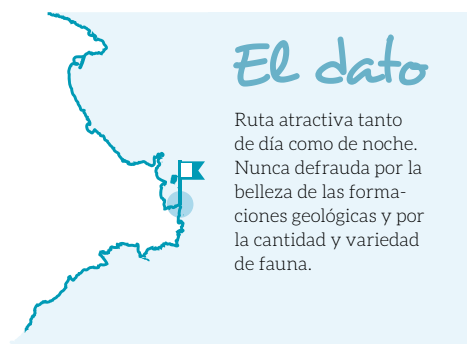 El dato
Ruta atractiva tanto
de día como de noche.
Nunca defrauda por la
belleza de las forma-
ciones geológicas y por
la cantidad y variedad
de fauna.